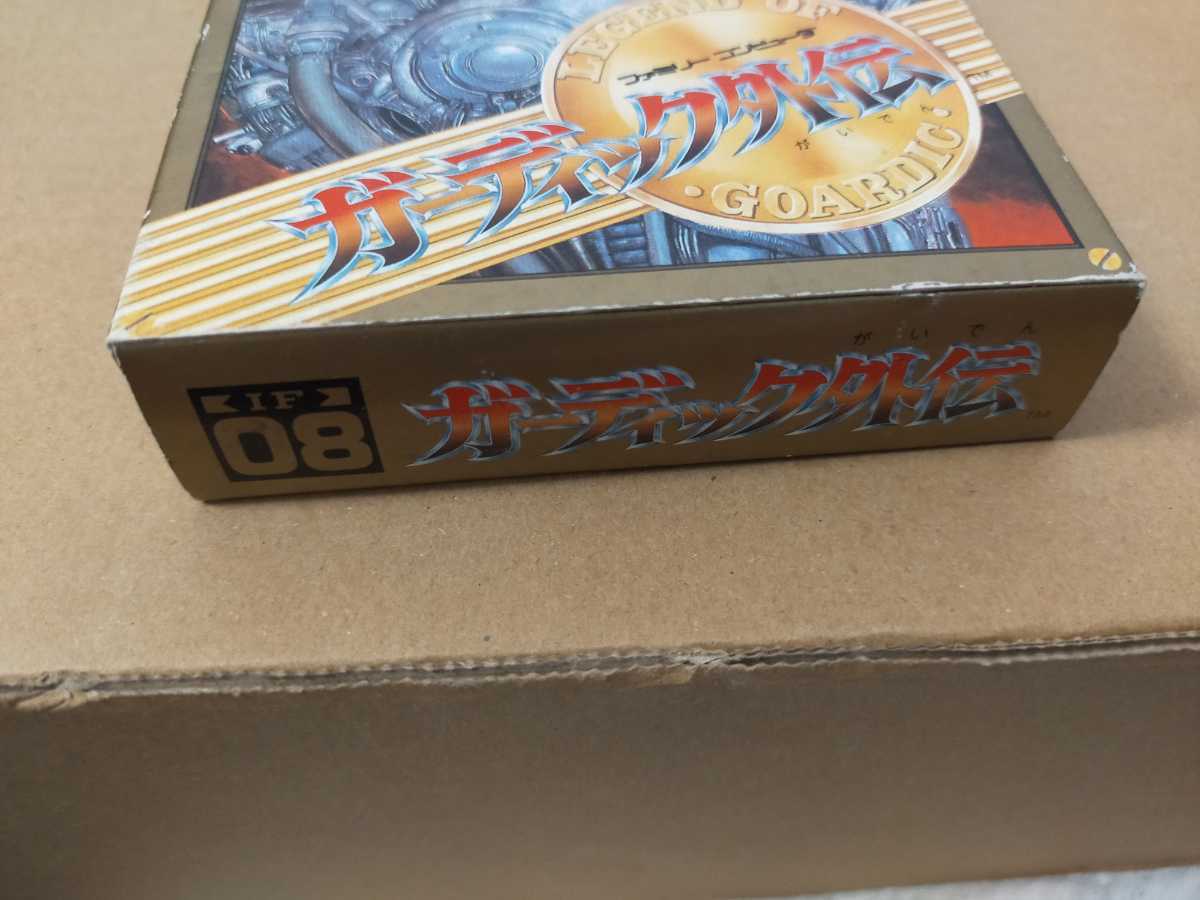 LEGEND OF
ファミリーコンピュータ
ガーディック外伝
がいでん
・GOARDIC・
がいでん
IF
08
ガーディック外伝